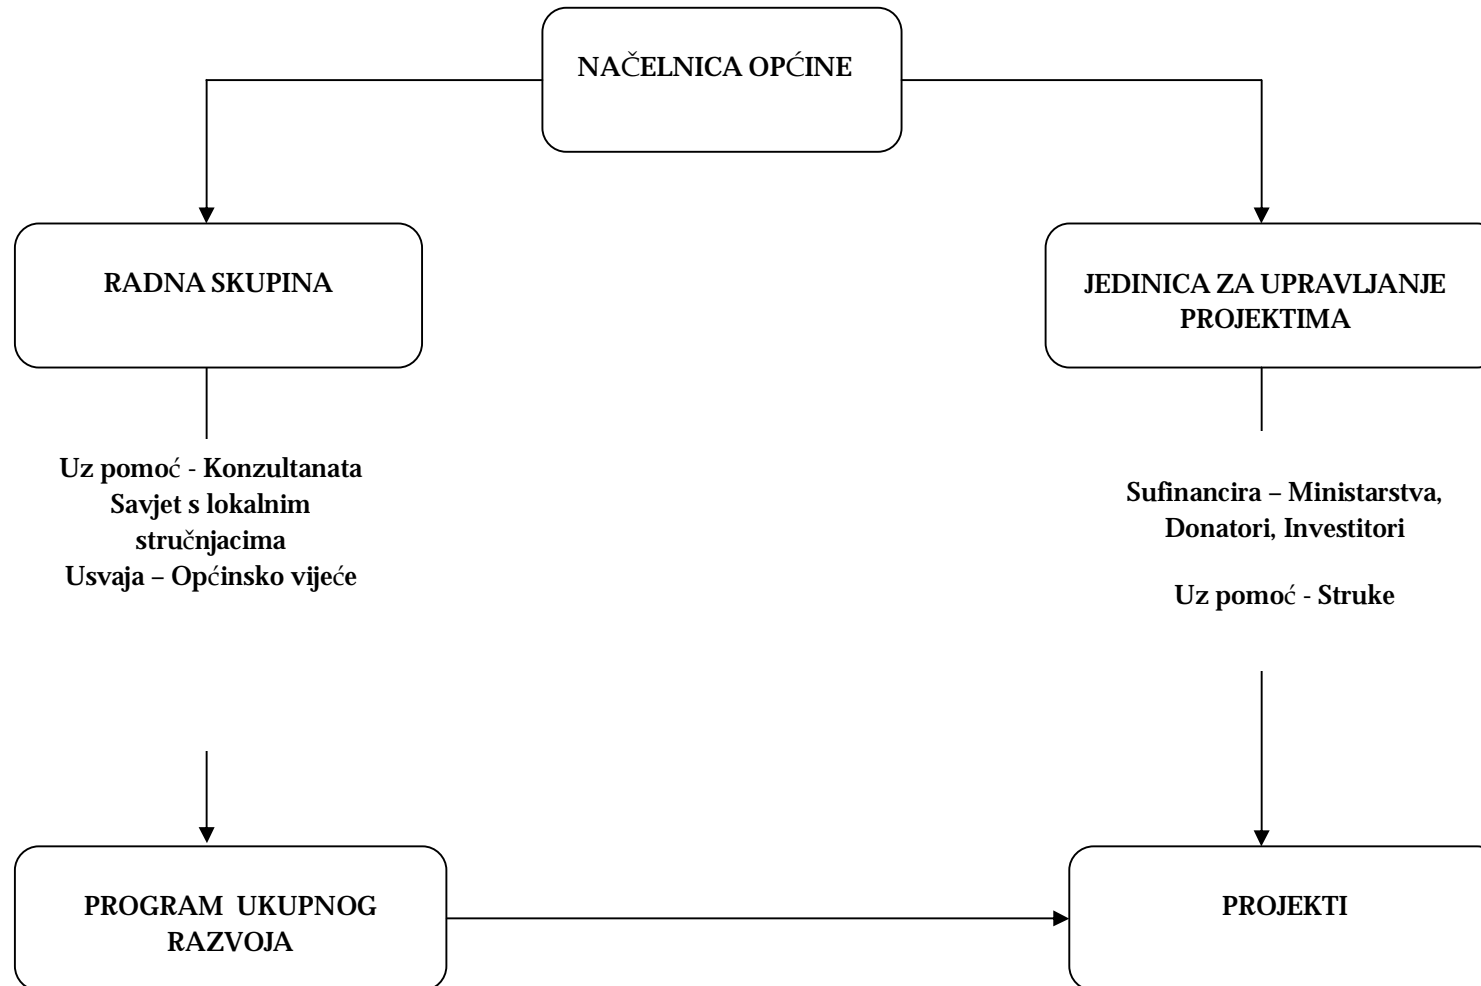 NAČELNICA OPĆINE
RADNA SKUPINA
JEDINICA ZA UPRAVLJANJE
PROJEKTIMA
Uz pomoć - Konzultanata
Savjet s lokalnim
stručnjacima
Usvaja – Općinsko vijeće
Sufinancira – Ministarstva,
Donatori, Investitori
Uz pomoć - Struke
PROGRAM  UKUPNOG
RAZVOJA
PROJEKTI